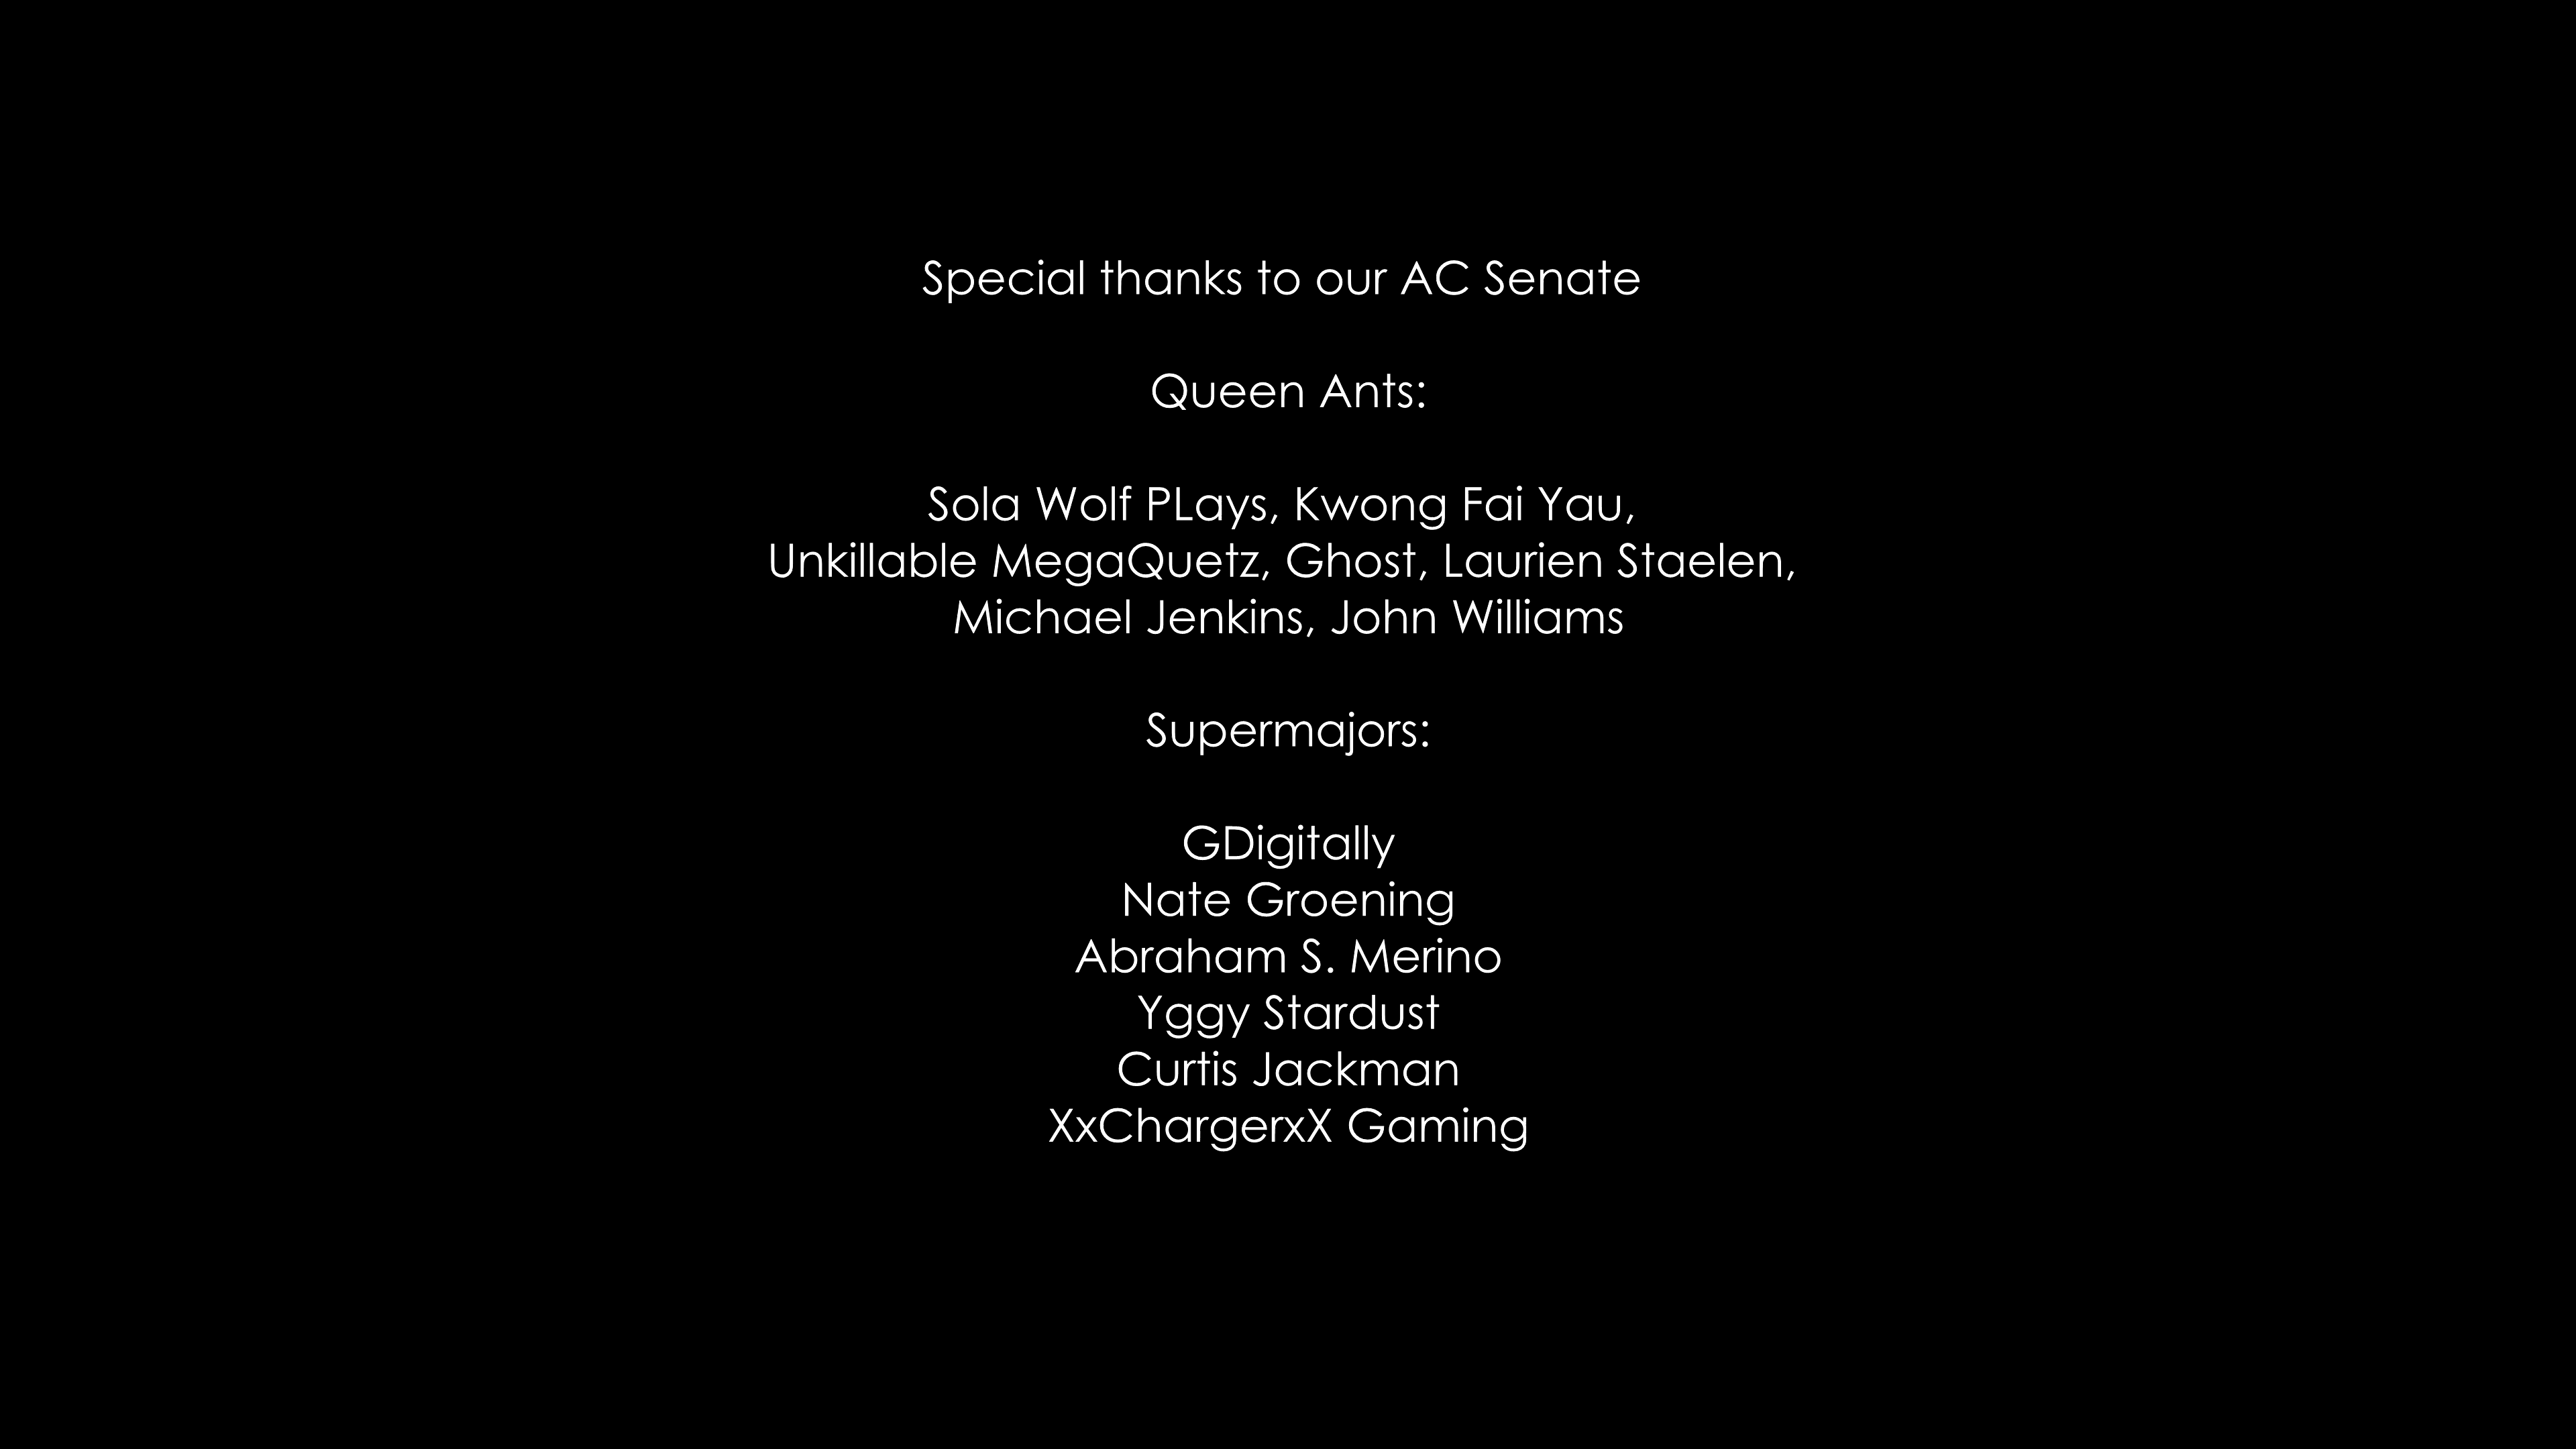 Special thanks to our AC Senate
Queen Ants:
Sola Wolf PLays, Kwong Fai Yau,
Unkillable MegaQuetz, Ghost, Laurien Staelen,
Michael Jenkins, John Williams
Supermajors:
GDigitally
Nate Groening
Abraham S. Merino
Yggy Stardust
Curtis Jackman
XxChargerxX Gaming